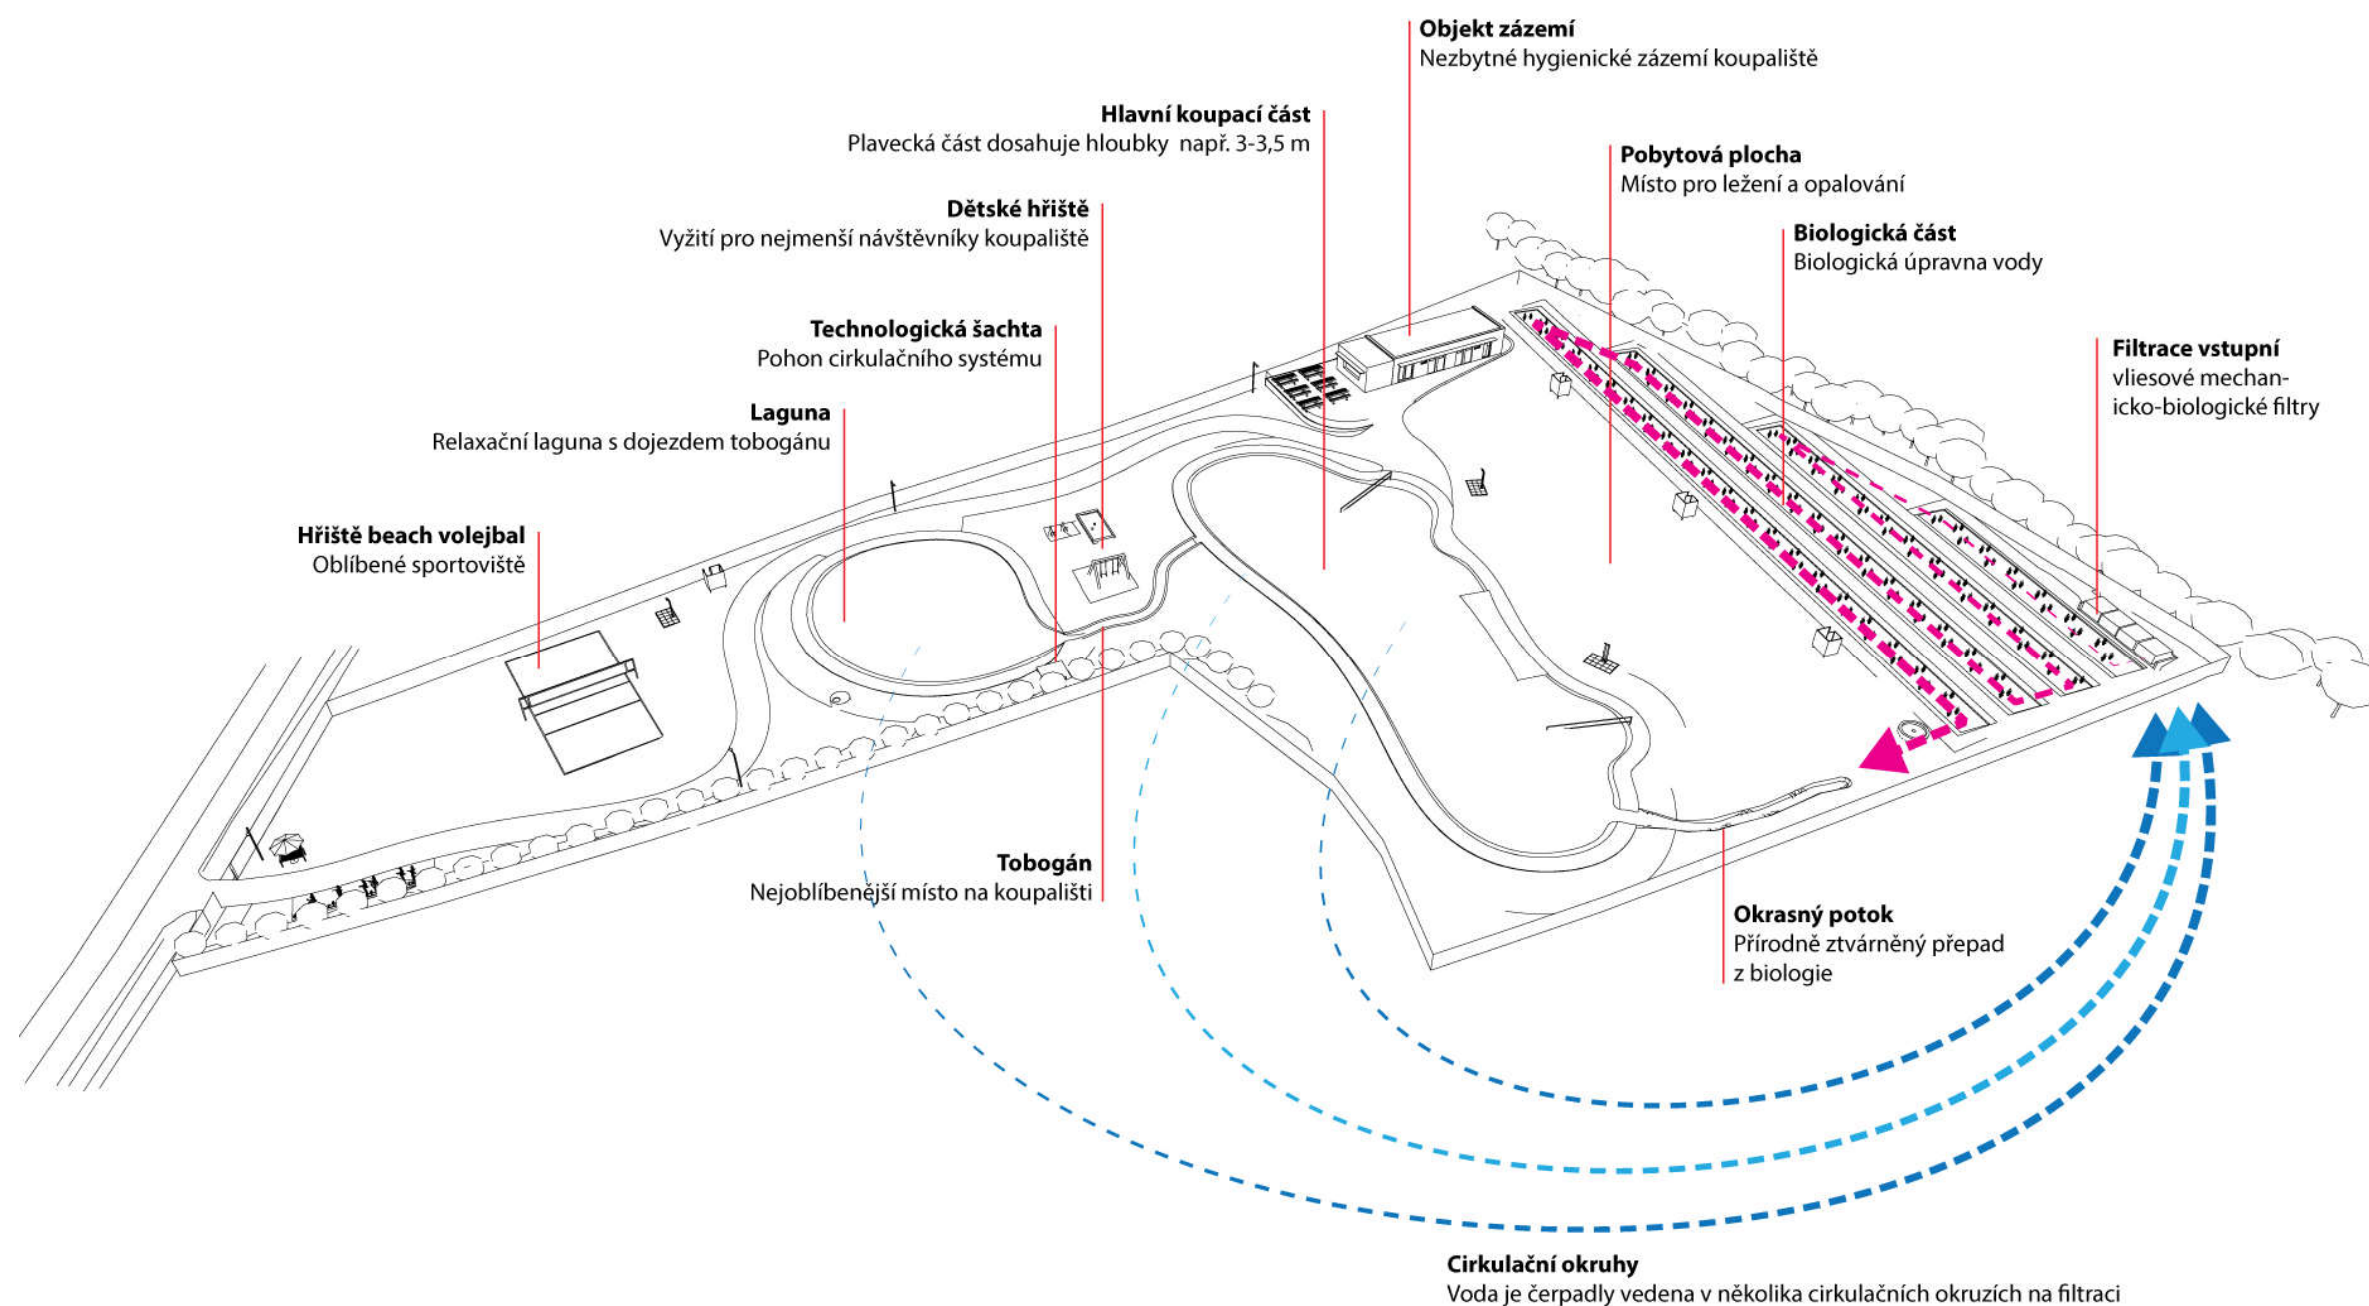 Objekt zázemí
Nezbytné hygienické zázemí koupaliště
Hlavní koupací část
Plavecká část dosahuje hloubky např. 3-3,5 m
Pobytová plocha
Místo pro ležení a opalování
Dětské hřiště
Vyžití pro nejmenší návštěvníky koupaliště
Biologická část
Biologická úpravna vody
Technologická šachta
Pohon cirkulačního systému
Filtrace vstupní
vliesové mechan-
icko-biologické filtry
Laguna
Relaxační laguna s dojezdem tobogánu
Hřiště beach volejbal
Oblíbené sportoviště
Tobogán
Nejoblíbenější místo na koupališti
Okrasný potok
Přírodně ztvárněný přepad
z biologie
Cirkulační okruhy
Voda je čerpadly vedena v několika cirkulačních okruzích na filtraci